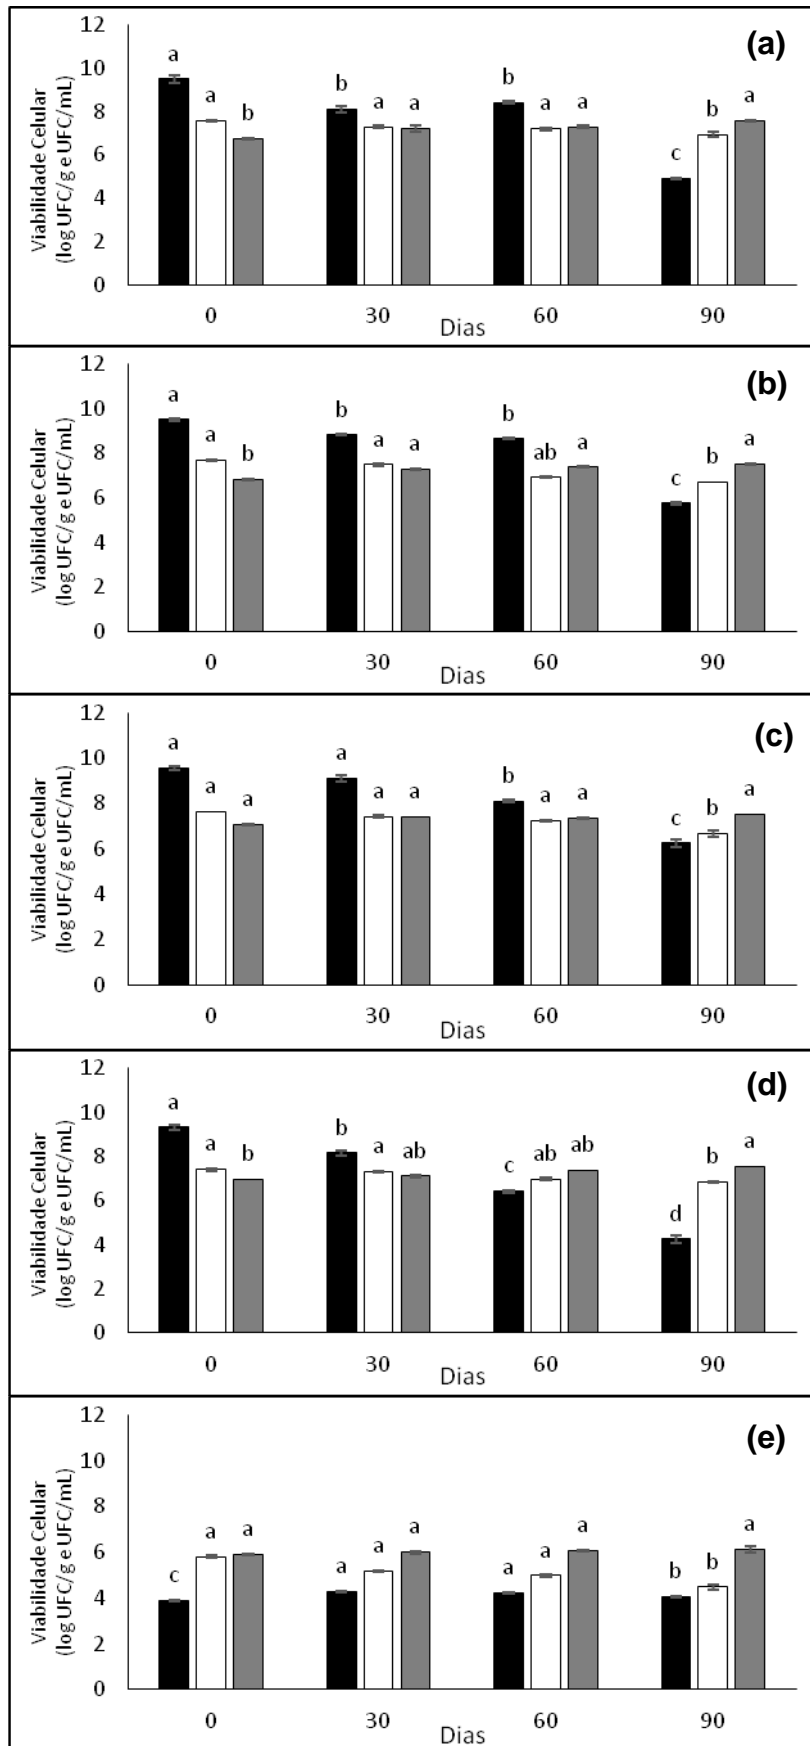 12
(a)
a
10
b
b
a
a
a
a
a
a
b
b
8
c
6
4
2
0
Viabilidade Celular
(log UFC/g e UFC/mL)
0
30
60
90
Dias
12
(b)
a
10
b
b
a
a
a
ab
a
a
b
b
8
c
6
4
2
0
Viabilidade Celular
(log UFC/g e UFC/mL)
0
30
60
90
Dias
12
(c)
a
a
10
b
a
a
a
a
a
a
a
b
c
8
6
4
2
0
Viabilidade Celular
(log UFC/g e UFC/mL)
0
30
60
90
Dias
12
(d)
a
10
b
a
b
a
ab
c
ab
ab
b
a
8
d
6
4
2
0
Viabilidade Celular
(log UFC/g e UFC/mL)
0
30
60
90
Dias
12
(e)
10
8
a
a
a
a
a
a
a
a
c
a
b
b
6
4
2
0
Viabilidade Celular
(log UFC/g e UFC/mL)
0
30
60
90
Dias